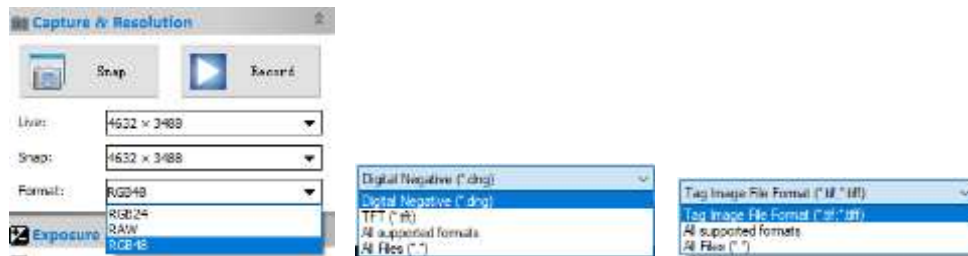 Capture & Resolution
Snap
Record
Live:
4632 × 3488
Snap:
4632 × 3488
Format:
RGB48
RGB24
RAW
RGB48
Exposure
Digital Negative (*.dng)
Digital Negative (*.dng)
TFT (*.tft)
All supported formats
All Files (*.*)
Tag Image File Format (*.tif;*.tiff)
Tag Image File Format (*.tif;*.tiff)
All supported formats
All Files (*.*)